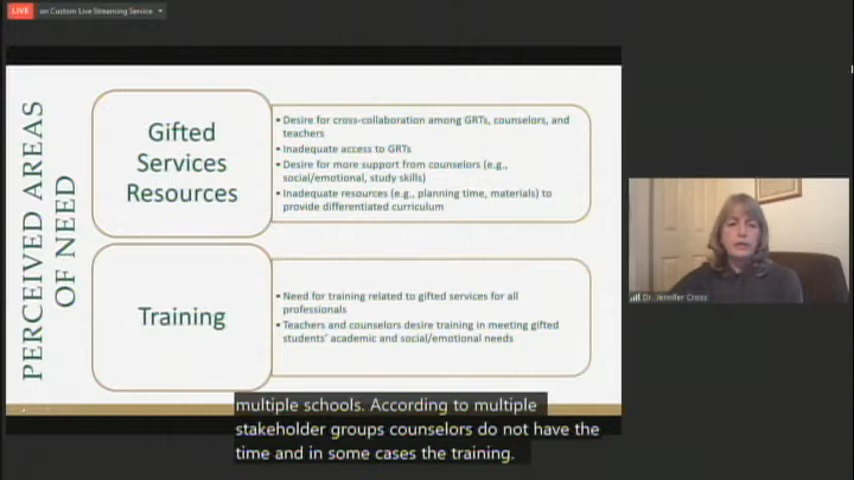 LIVE on Custom Live Streaming Service
PERCEIVED AREAS
OF NEED
Gifted
Services
Resources
▪ Desire for cross-collaboration among GRTs, counselors, and
teachers
▪ Inadequate access to GRTs
▪ Desire for more support from counselors (e.g.,
social/emotional, study skills)
▪ Inadequate resources (e.g., planning time, materials) to
provide differentiated curriculum
Training
▪ Need for training related to gifted services for all
professionals
▪ Teachers and counselors desire training in meeting gifted
students' academic and social/emotional needs
Dr. Jennifer Cross
multiple schools. According to multiple
stakeholder groups counselors do not have the
time and in some cases the training.